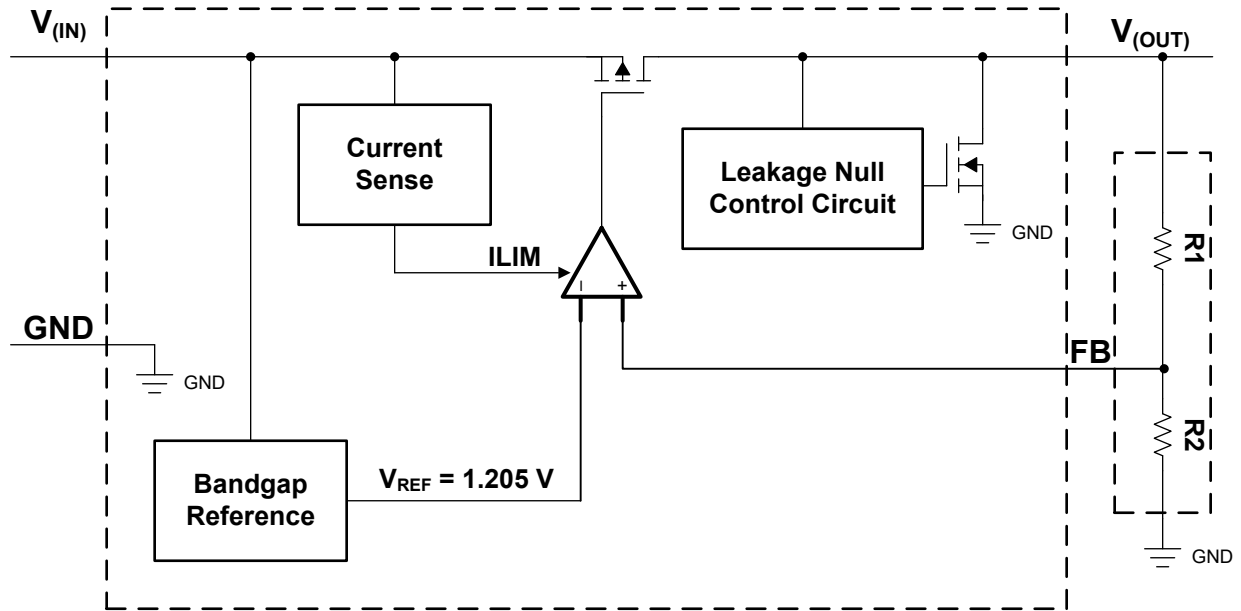 V(IN)
V(OUT)
Current
Sense
Leakage Null
Control Circuit
GND
R1
ILIM
− +
GND
GND
FB
R2
Bandgap
Reference
VREF = 1.205 V
GND